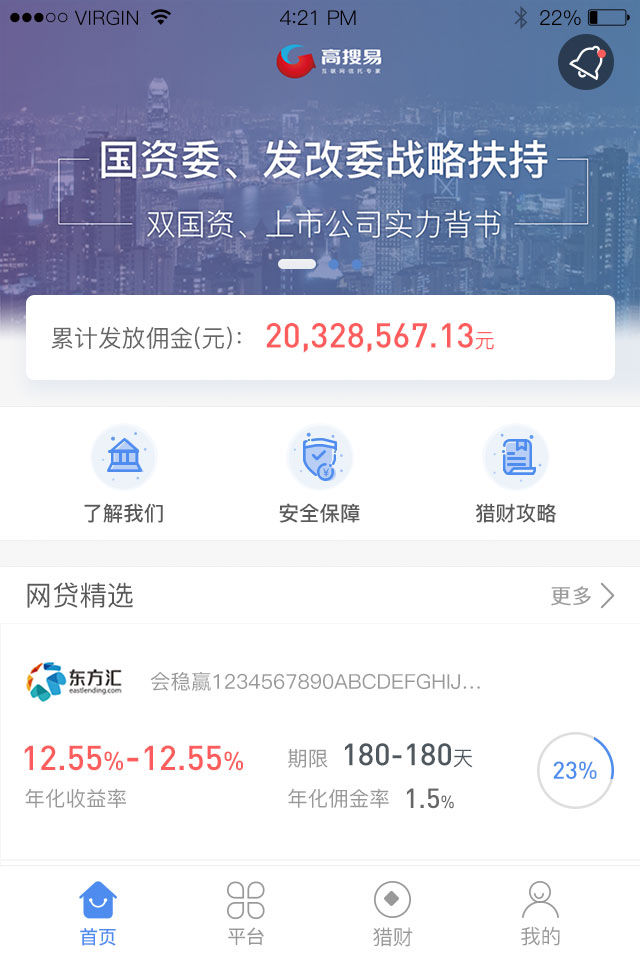 VIRGIN 4:21 PM 22%
高搜易
互联网信托专家
国资委、发改委战略扶持
双国资、上市公司实力背书
累计发放佣金(元): 20,328,567.13元
了解我们 安全保障 猎财攻略
网贷精选 更多
东方汇 eastlending.com 会稳赢1234567890ABCDEFGHIJ...
12.55%-12.55% 期限 180-180天 23%
年化收益率 年化佣金率 1.5%
首页 平台 猎财 我的